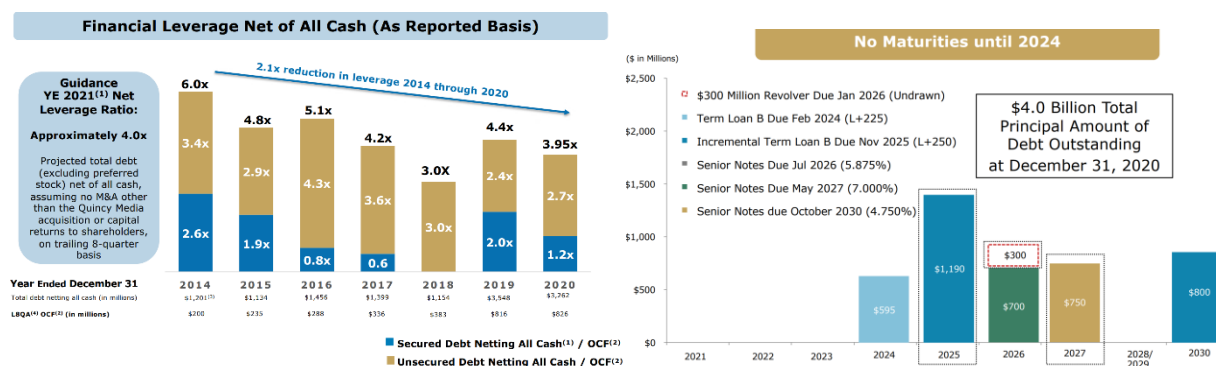 Financial Leverage Net of All Cash (As Reported Basis)
Guidance
YE 2021(1) Net
Leverage Ratio:
Approximately 4.0x
Projected total debt
(excluding preferred
stock) net of all cash,
assuming no M&A other
than the Quincy Media
acquisition or capital
returns to shareholders,
on trailing 8-quarter
basis
2.1x reduction in leverage 2014 through 2020
6.0x 4.8x 5.1x 4.2x 3.0X 4.4x 3.95x
3.4x 2.9x 4.3x 3.6x 3.0x 2.4x 2.7x
2.6x 1.9x 0.8x 0.6 2.0x 1.2x
Year Ended December 31 2014 2015 2016 2017 2018 2019 2020
Total debt netting all cash (in millions) $1,201(5) $1,134 $1,456 $1,399 $1,154 $3,548 $3,262
L8QA(4) OCF(2) (in millions) $200 $235 $288 $336 $383 $816 $826
Secured Debt Netting All Cash(1) / OCF(2)
Unsecured Debt Netting All Cash / OCF(2)
No Maturities until 2024
($ in Millions)
$2,500
$2,000
$1,500
$1,000
$500
$0
$300 Million Revolver Due Jan 2026 (Undrawn)
Term Loan B Due Feb 2024 (L+225)
Incremental Term Loan B Due Nov 2025 (L+250)
Senior Notes Due Jul 2026 (5.875%)
Senior Notes Due May 2027 (7.000%)
Senior Notes due October 2030 (4.750%)
$4.0 Billion Total
Principal Amount of
Debt Outstanding
at December 31, 2020
$595 $1,190 $300 $700 $750 $800
2021 2022 2023 2024 2025 2026 2027 2028/ 2030
2029